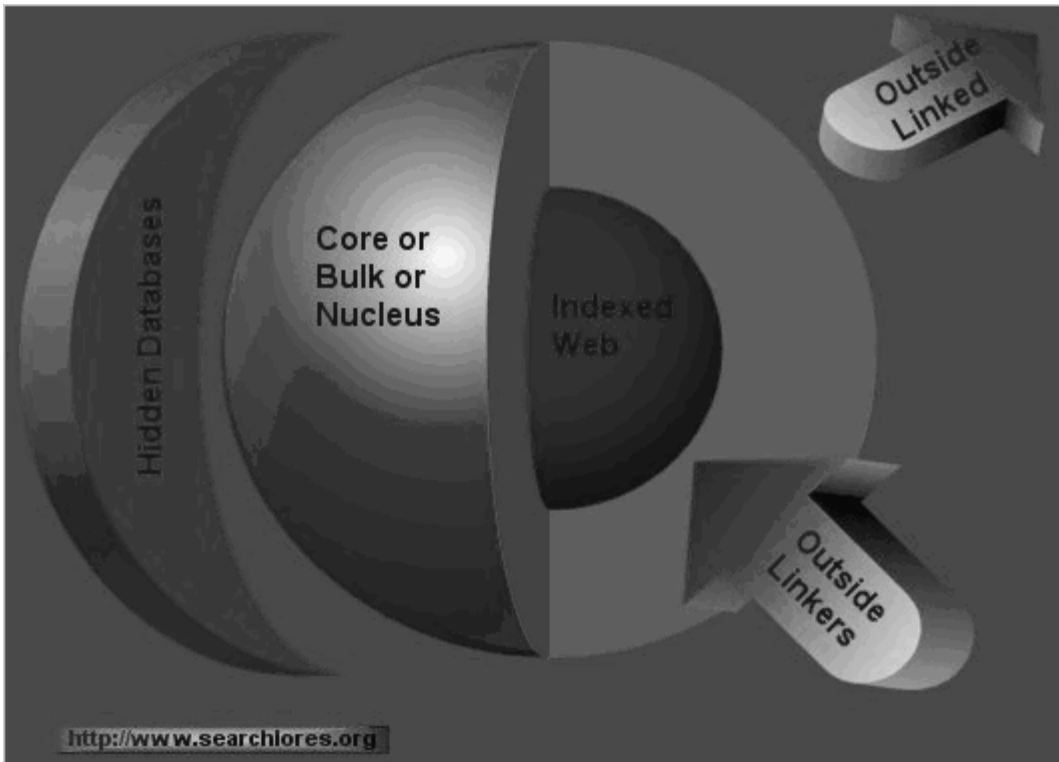 Outside
Linked
Hidden Databases
Core or
Bulk or
Nucleus
Indexed
Web
Outside
Linkers
http://www.searchlores.org